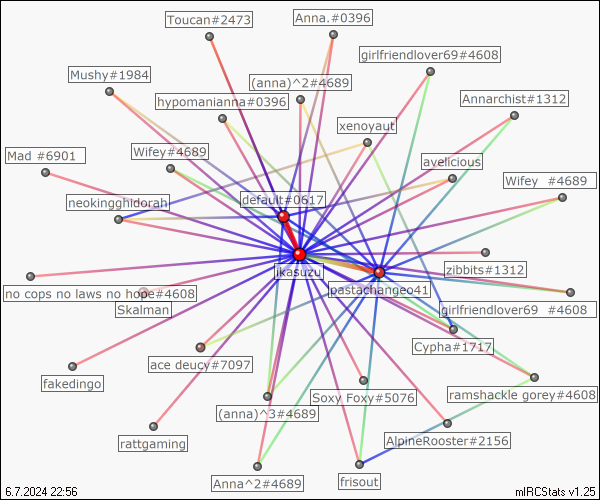 Toucan#2473
Anna.#0396
girlfriendlover69#4608
Mushy#1984
(anna)^2#4689
hypomanianna#0396
Annarchist#1312
xenoyaut
Mad #6901
Wifey#4689
avelicious
Wifey #4689
default#0617
neokingghidorah
ikasuzu
zibbits#1312
pastachangeo41
no cops no laws no hope#4608
Skalman
girlfriendlover69 #4608
Cypha#1717
ace deucy#7097
fakedingo
Soxy Foxy#5076
ramshackle gorey#4608
(anna)^3#4689
rattgaming
AlpineRooster#2156
Anna^2#4689
frisout
6.7.2024 22:56
mIRCStats v1.25